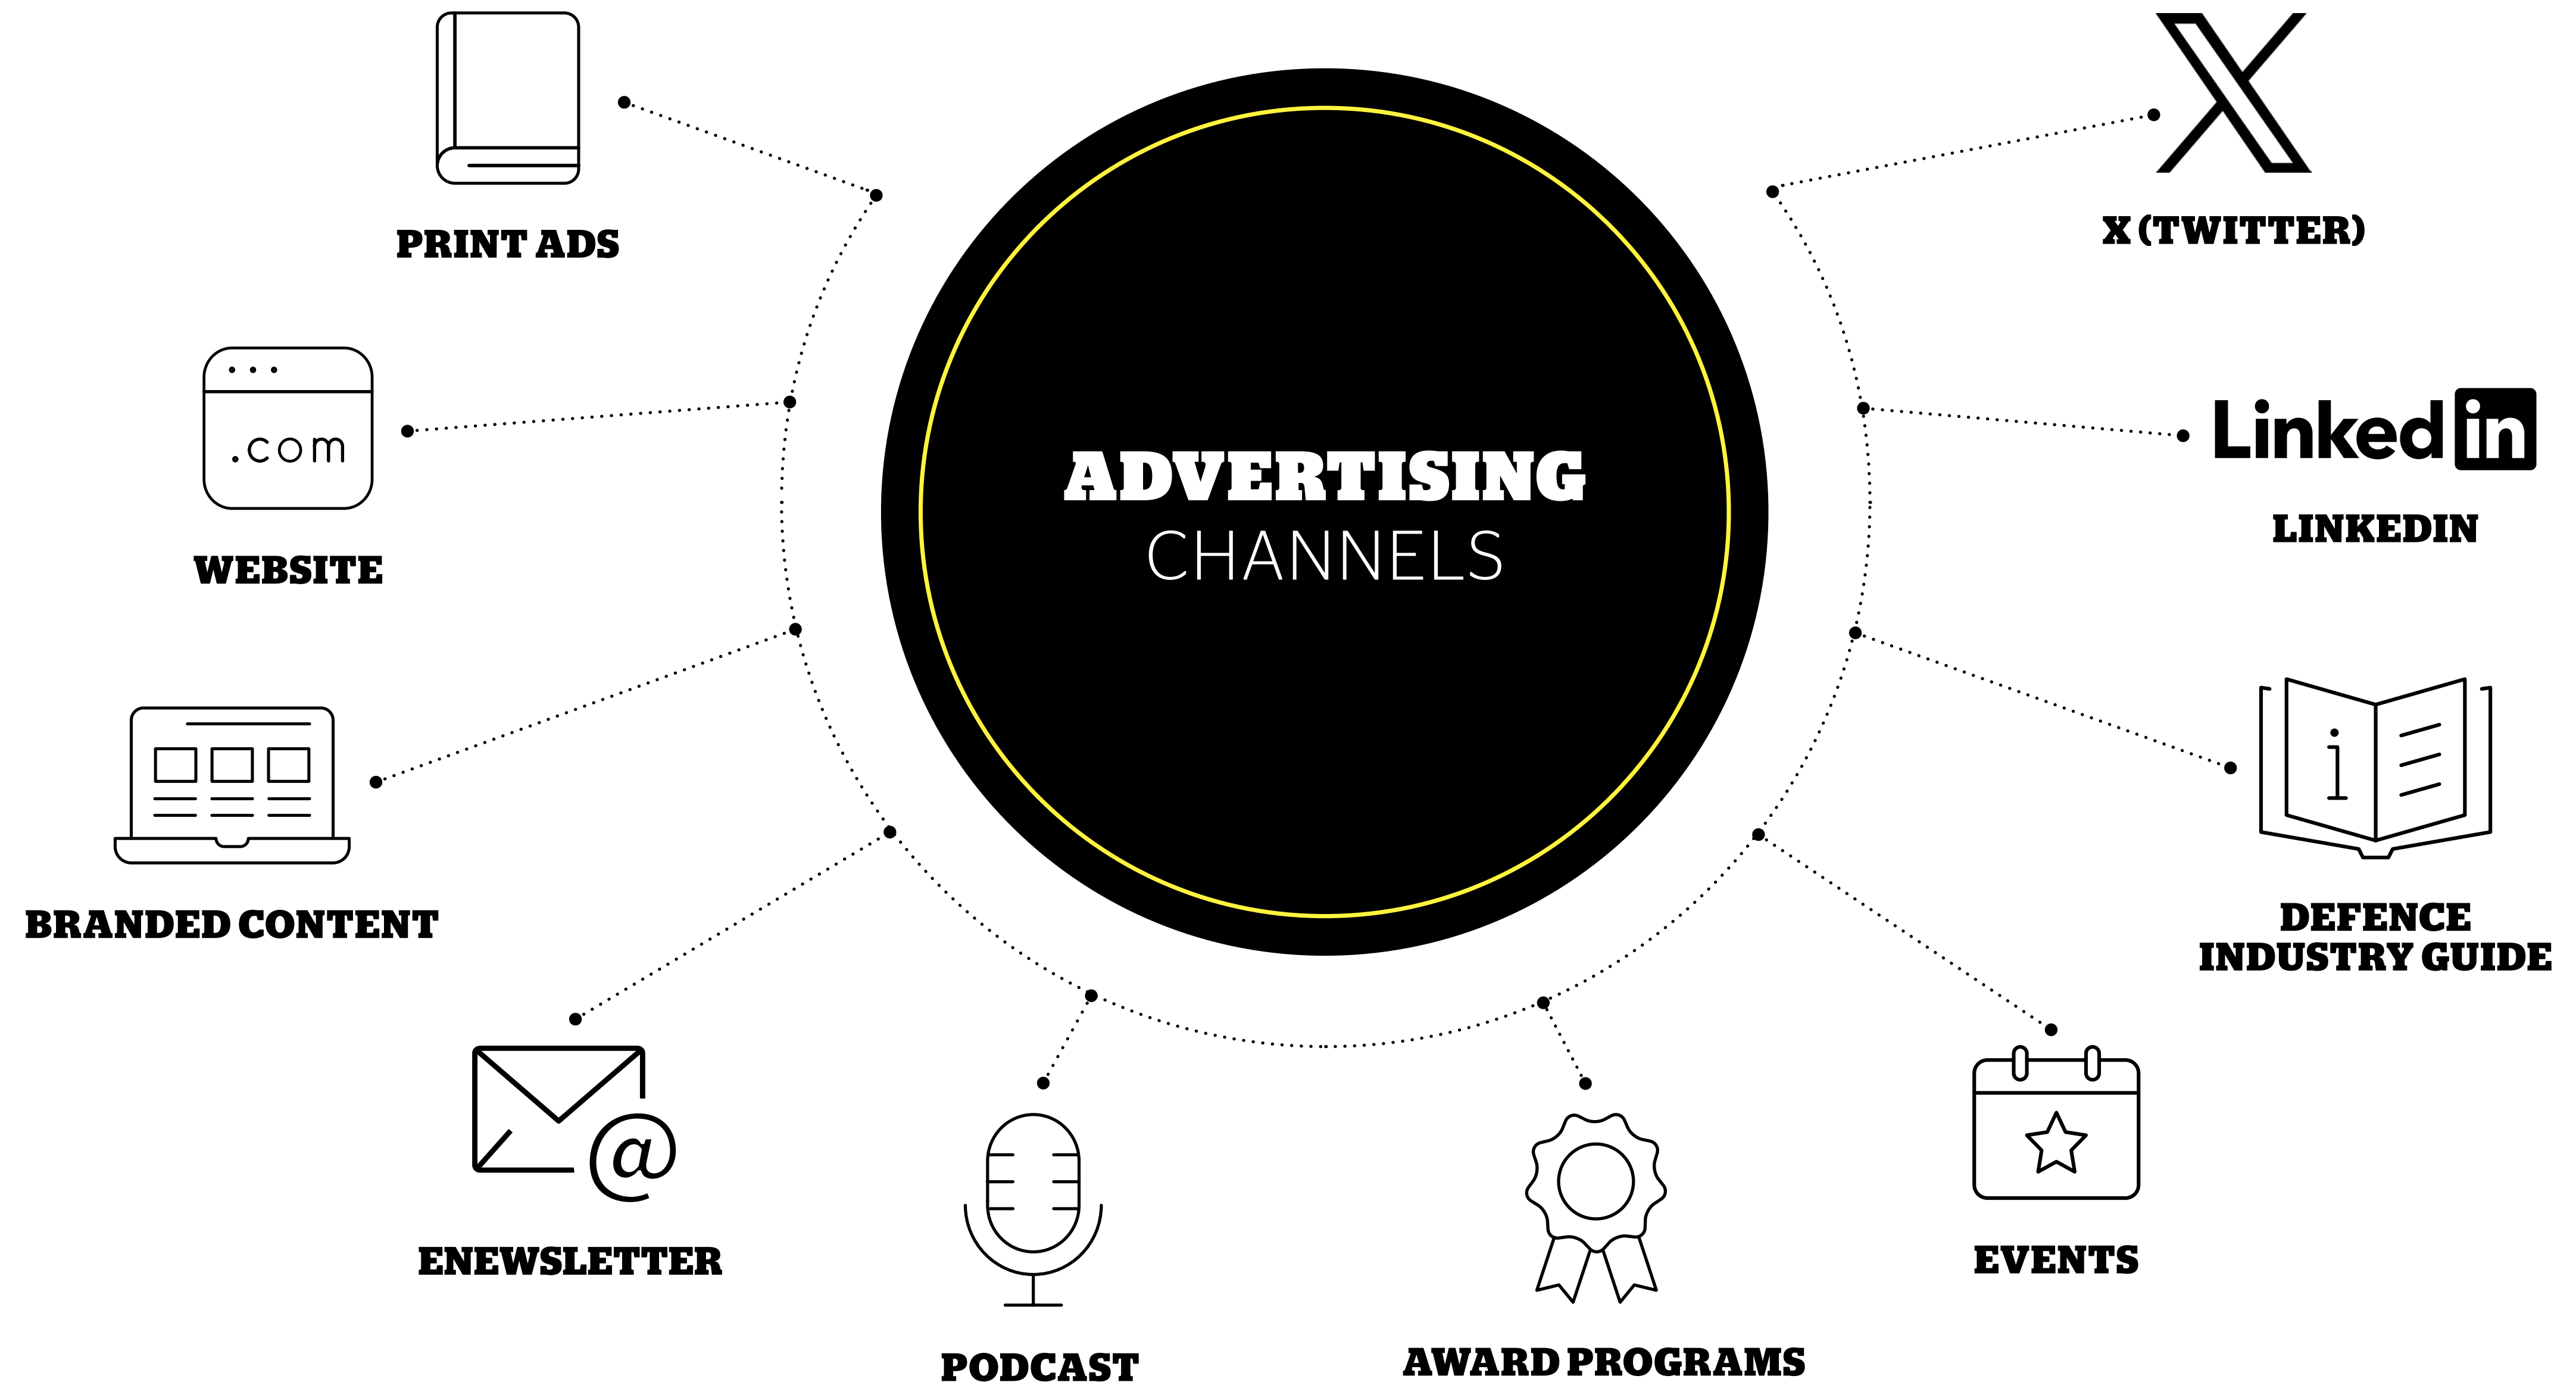 PRINT ADS
X (TWITTER)
.com
WEBSITE
Linked in
LINKEDIN
ADVERTISING
CHANNELS
i
BRANDED CONTENT
DEFENCE
INDUSTRY GUIDE
@
ENEWSLETTER
EVENTS
PODCAST
AWARD PROGRAMS